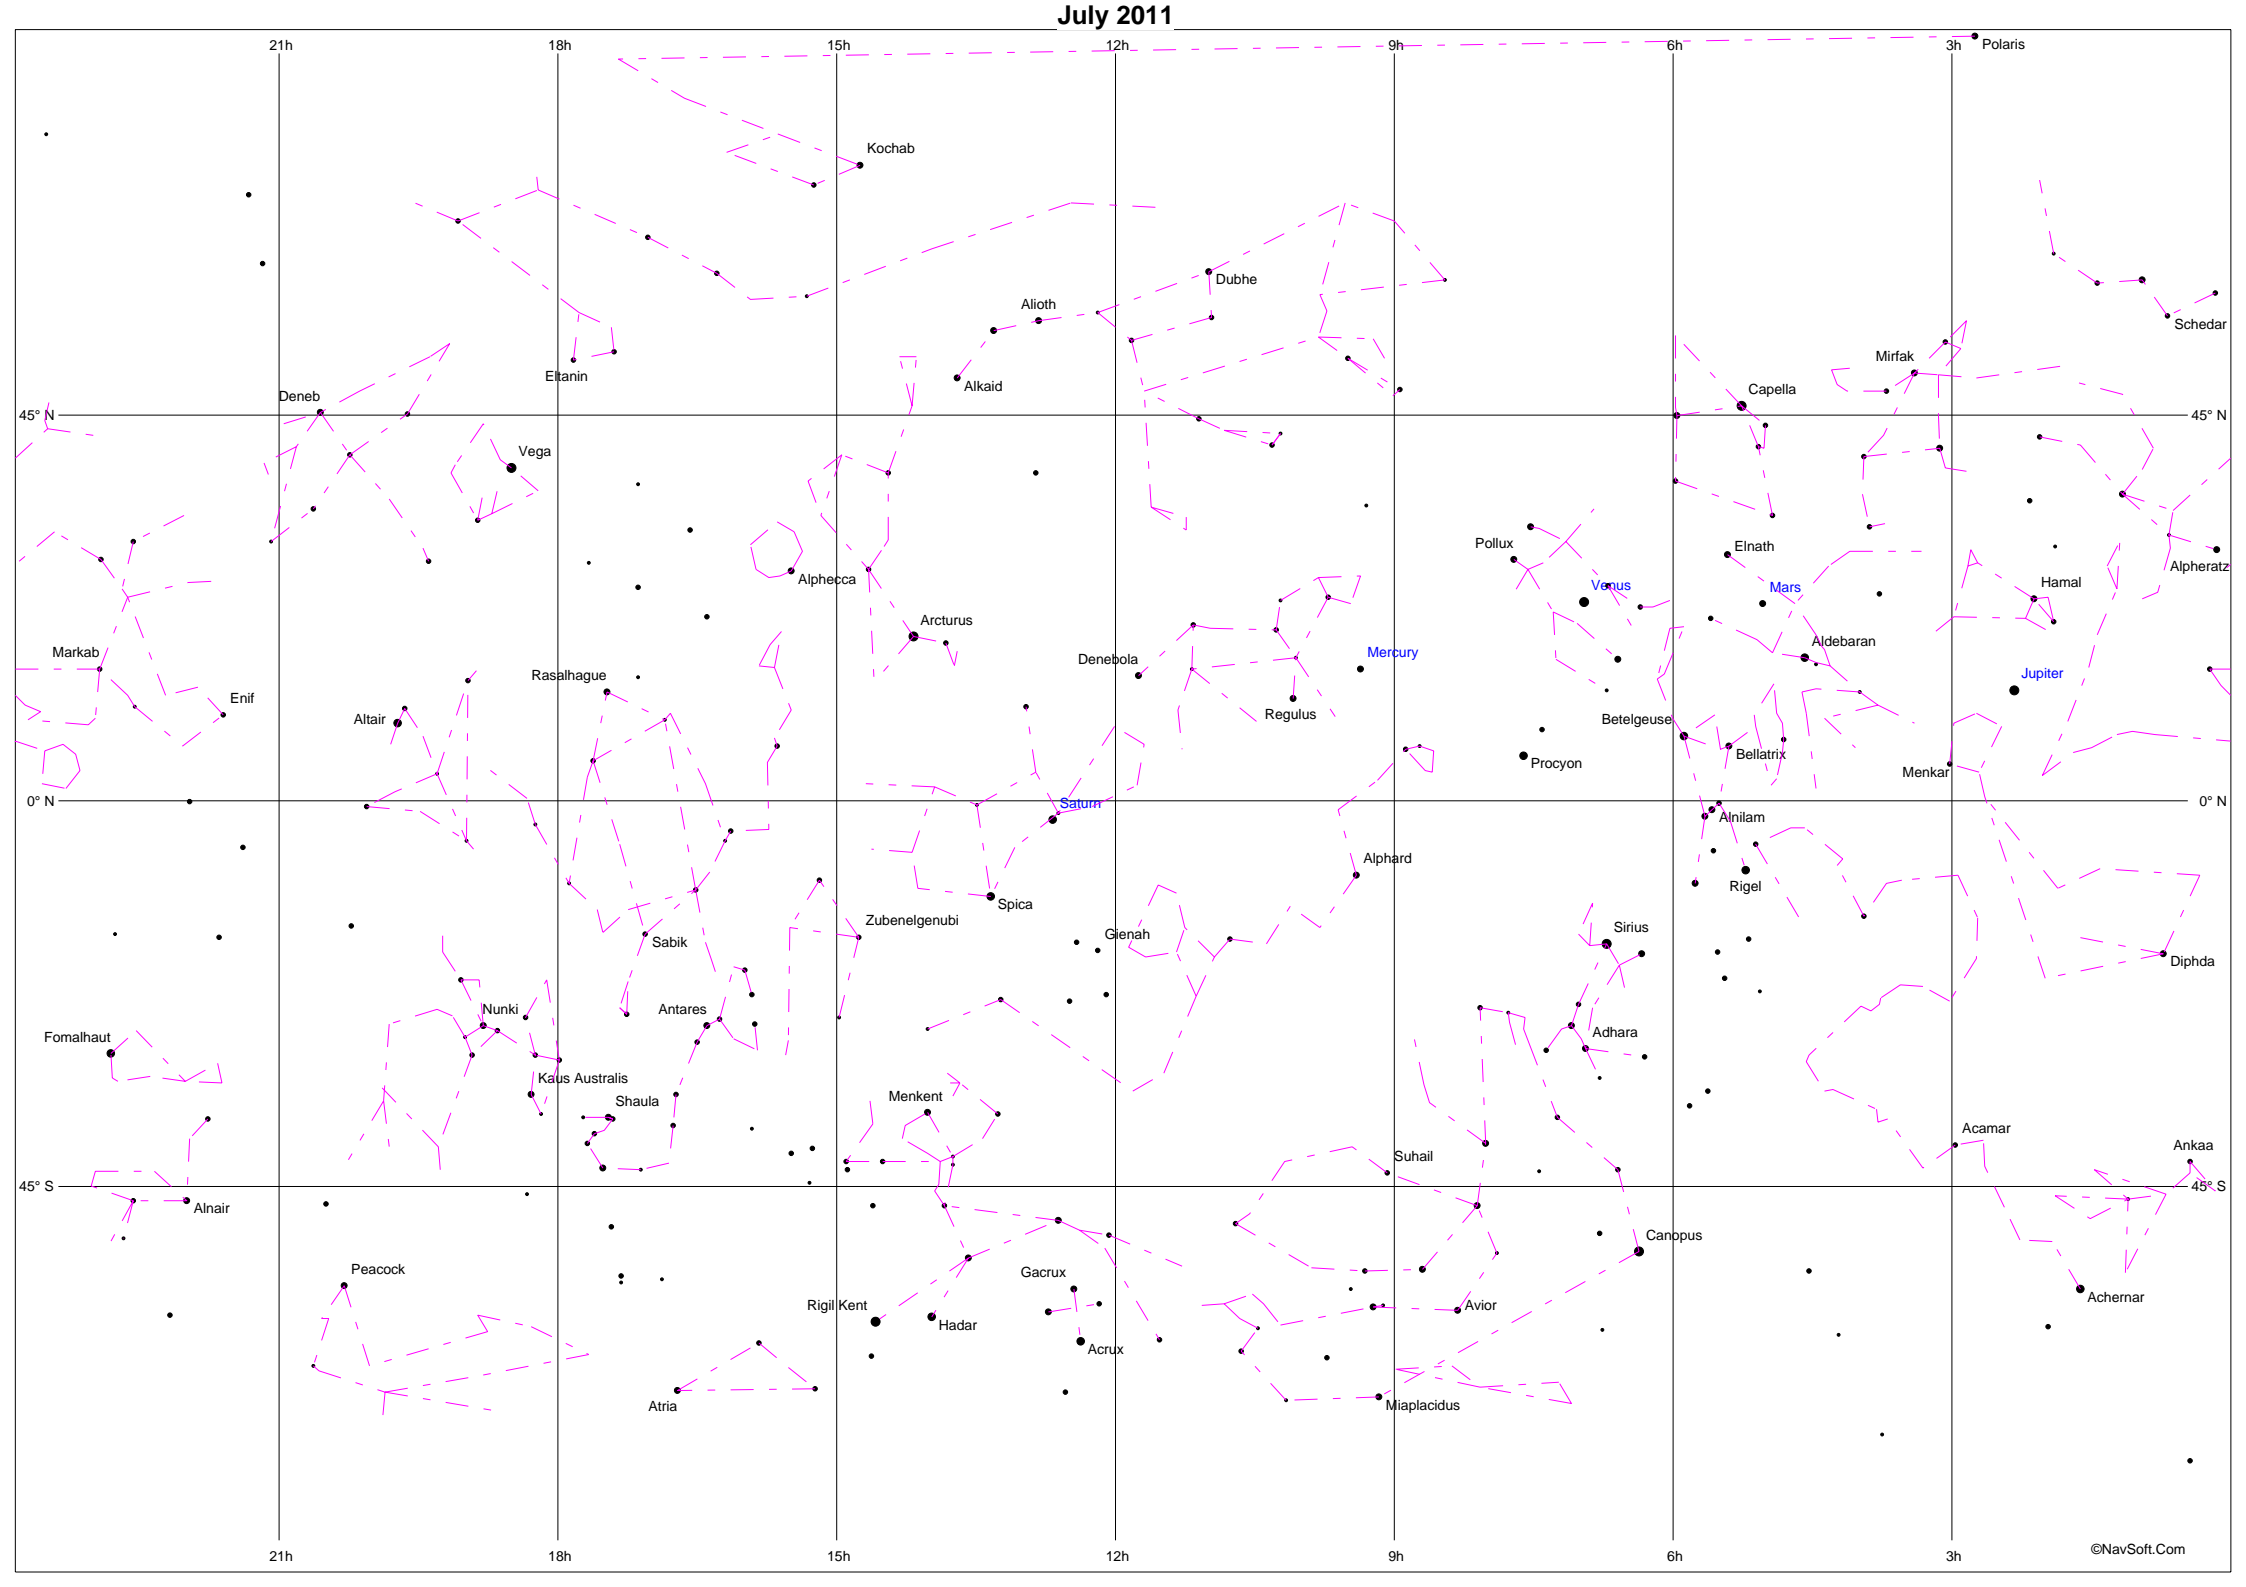 July 2011
21h 18h 15h 12h 9h 6h 3h
Polaris
Kochab
Dubhe
Alioth
Schedar
Mirfak
Eltanin
Alkaid
Capella
Deneb
45° N 45° N
Vega
Pollux
Elnath
Alpheratz
Alphecca
Venus
Mars
Hamal
Arcturus
Markab
Denebola
Mercury
Aldebaran
Rasalhague
Jupiter
Enif
Altair
Regulus
Betelgeuse
Procyon
Bellatrix
Menkar
0° N 0° N
Saturn
Alnilam
Alphard
Rigel
Spica
Zubenelgenubi
Gienah
Sirius
Sabik
Diphda
Nunki
Antares
Adhara
Fomalhaut
Kaus Australis
Shaula
Menkent
Acamar
Suhail
Ankaa
45° S 45° S
Alnair
Canopus
Peacock
Gacrux
Rigil Kent
Hadar
Avior
Achernar
Acrux
Atria
Miaplacidus
©NavSoft.Com
21h 18h 15h 12h 9h 6h 3h